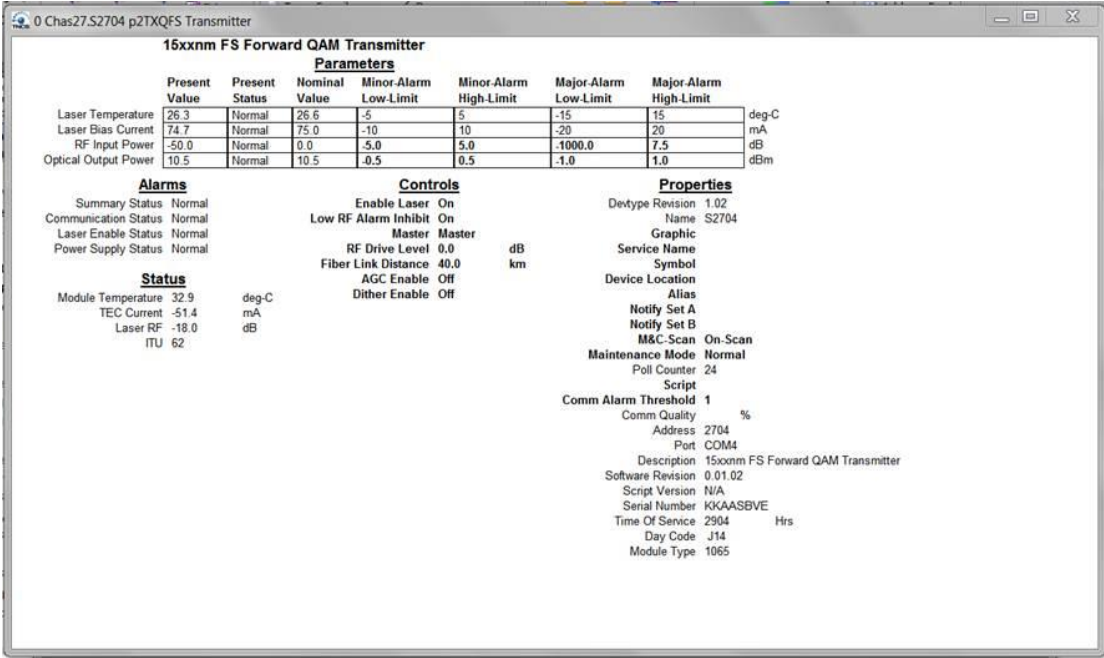 0 Chas27.S2704 p2TXQFS Transmitter
15xxnm FS Forward QAM Transmitter
Parameters
Present Value Present Status Nominal Value Minor-Alarm Low-Limit Minor-Alarm High-Limit Major-Alarm Low-Limit Major-Alarm High-Limit
Laser Temperature 26.3 Normal 26.6 -5 5 -15 15 deg-C
Laser Bias Current 74.7 Normal 75.0 -10 10 -20 20 mA
RF Input Power -50.0 Normal 0.0 -5.0 5.0 -1000.0 7.5 dB
Optical Output Power 10.5 Normal 10.5 -0.5 0.5 -1.0 1.0 dBm
Alarms
Summary Status Normal
Communication Status Normal
Laser Enable Status Normal
Power Supply Status Normal
Status
Module Temperature 32.9 deg-C
TEC Current -51.4 mA
Laser RF -18.0 dB
ITU 62
Controls
Enable Laser On
Low RF Alarm Inhibit On
Master Master
RF Drive Level 0.0 dB
Fiber Link Distance 40.0 km
AGC Enable Off
Dither Enable Off
Properties
Devtype Revision 1.02
Name S2704
Graphic
Service Name
Symbol
Device Location
Alias
Notify Set A
Notify Set B
M&C-Scan On-Scan
Maintenance Mode Normal
Poll Counter 24
Script
Comm Alarm Threshold 1
Comm Quality %
Address 2704
Port COM4
Description 15xxnm FS Forward QAM Transmitter
Software Revision 0.01.02
Script Version N/A
Serial Number KKAASBVE
Time Of Service 2904 Hrs
Day Code J14
Module Type 1065